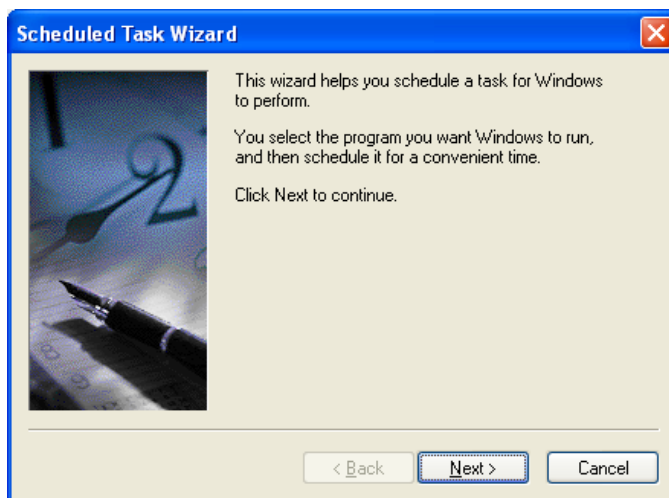 Scheduled Task Wizard
This wizard helps you schedule a task for Windows
to perform.
You select the program you want Windows to run,
and then schedule it for a convenient time.
Click Next to continue.
2
< Back
Next >
Cancel